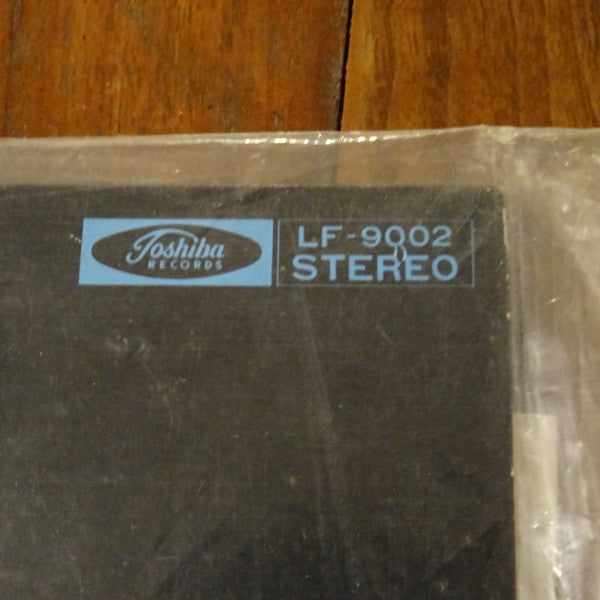 Toshiba
RECORDS
LF-9002
STEREO